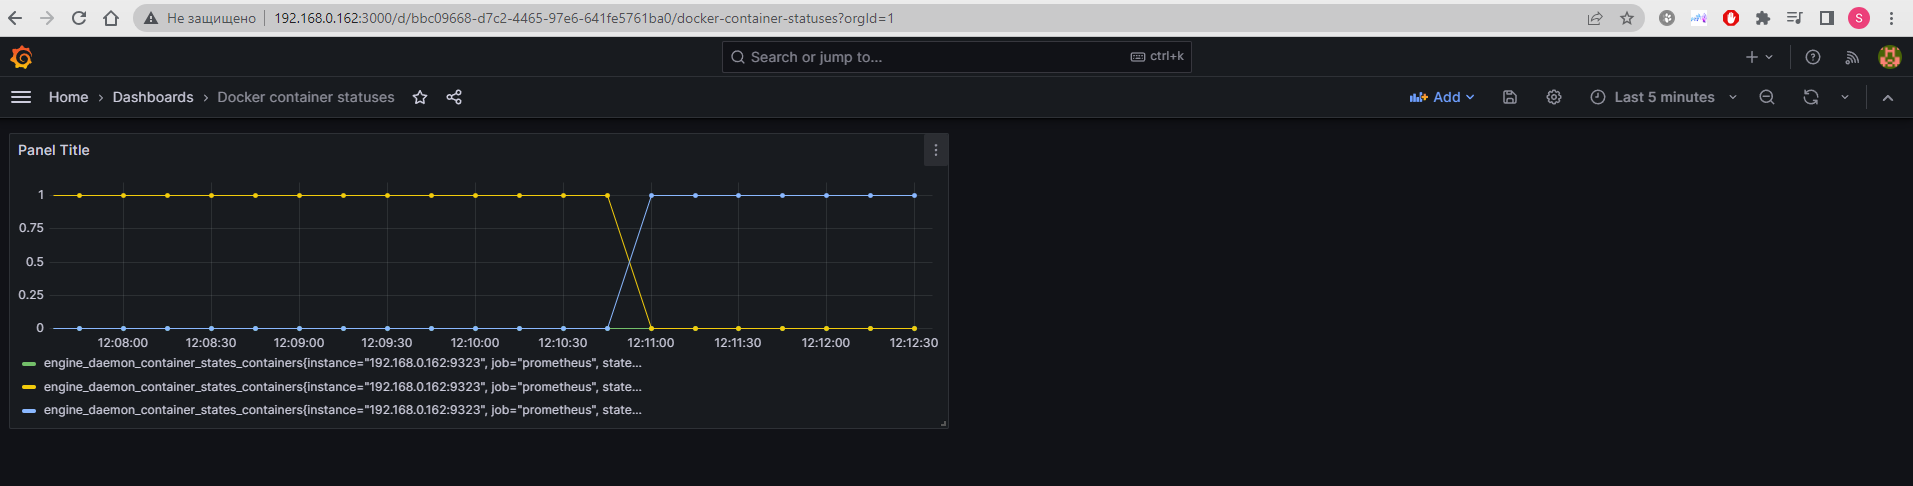 Не защищено 192.168.0.162:3000/d/bbc09668-d7c2-4465-97e6-641fe5761ba0/docker-container-statuses?orgId=1 S
Search or jump to... ctrl+k
Home Dashboards Docker container statuses Add Last 5 minutes
Panel Title
1
0.75
0.5
0.25
0
12:08:00 12:08:30 12:09:00 12:09:30 12:10:00 12:10:30 12:11:00 12:11:30 12:12:00 12:12:30
engine_daemon_container_states_containers{instance="192.168.0.162:9323", job="prometheus", state...
engine_daemon_container_states_containers{instance="192.168.0.162:9323", job="prometheus", state...
engine_daemon_container_states_containers{instance="192.168.0.162:9323", job="prometheus", state...